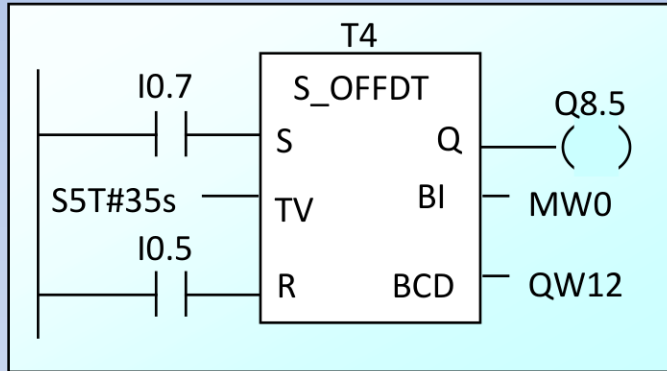 T4
I0.7
S_OFFDT
Q8.5
S
Q
S5T#35s
TV
BI
MW0
I0.5
R
BCD
QW12